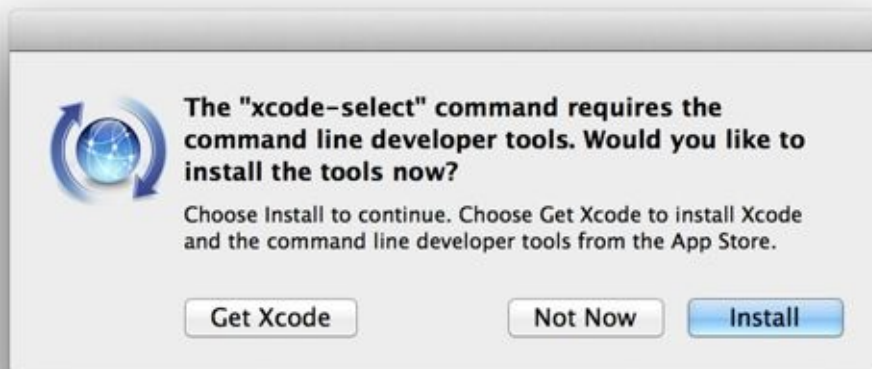 The "xcode-select" command requires the
command line developer tools. Would you like to
install the tools now?
Choose Install to continue. Choose Get Xcode to install Xcode
and the command line developer tools from the App Store.
Get Xcode
Not Now
Install